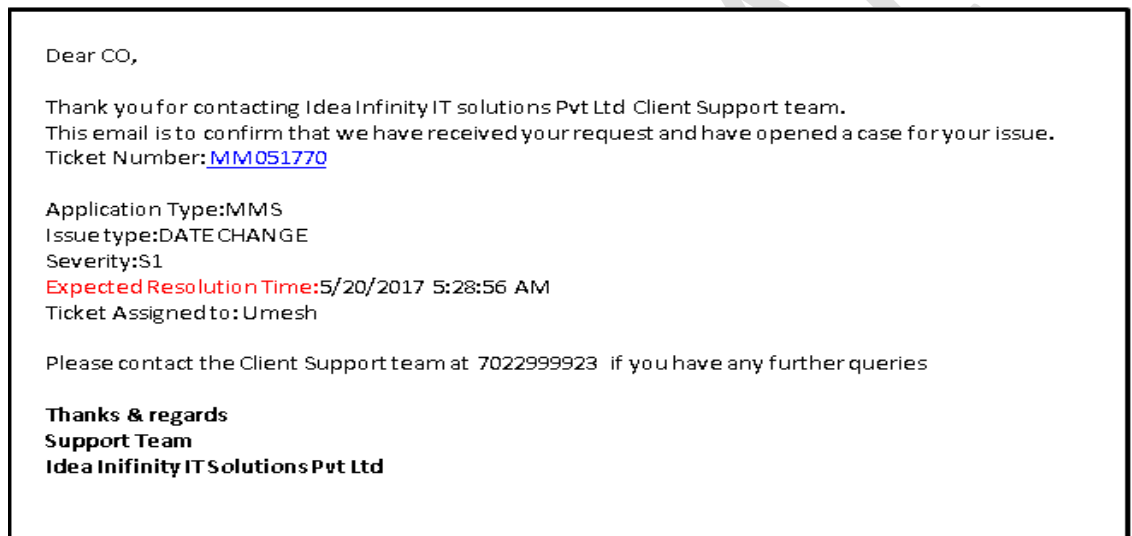 Dear CO,
Thank you for contacting Idea Infinity IT solutions Pvt Ltd Client Support team.
This email is to confirm that we have received your request and have opened a case for your issue.
Ticket Number: MM051770
Application Type:MMS
Issue type:DATE CHANGE
Severity:S1
Expected Resolution Time:5/20/2017 5:28:56 AM
Ticket Assigned to: Umesh
Please contact the Client Support team at 7022999923 if you have any further queries
Thanks & regards
Support Team
Idea Inifinity IT Solutions Pvt Ltd